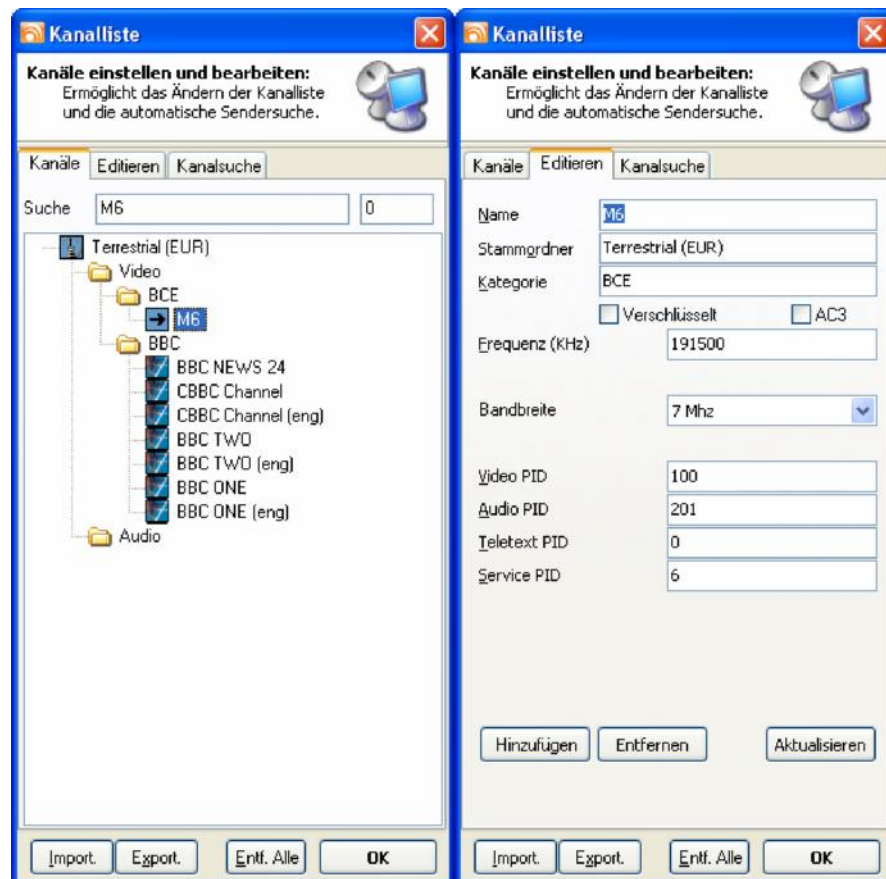 Kanalliste
Kanäle einstellen und bearbeiten:
Ermöglicht das Ändern der Kanalliste
und die automatische Sendersuche.
Kanäle Editieren Kanalsuche
Suche M6 0
Terrestrial (EUR)
Video
BCE
M6
BBC
BBC NEWS 24
CBBC Channel
CBBC Channel (eng)
BBC TWO
BBC TWO (eng)
BBC ONE
BBC ONE (eng)
Audio
Import. Export. Entf. Alle OK
Kanalliste
Kanäle einstellen und bearbeiten:
Ermöglicht das Ändern der Kanalliste
und die automatische Sendersuche.
Kanäle Editieren Kanalsuche
Name M6
Stammordner Terrestrial (EUR)
Kategorie BCE
Verschlüsselt AC3
Frequenz (KHz) 191500
Bandbreite 7 Mhz
Video PID 100
Audio PID 201
Teletext PID 0
Service PID 6
Hinzufügen Entfernen Aktualisieren
Import. Export. Entf. Alle OK